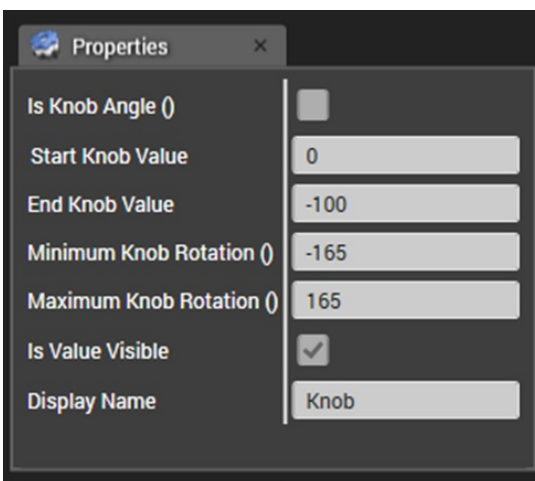 Properties ×
Is Knob Angle ()
Start Knob Value 0
End Knob Value -100
Minimum Knob Rotation () -165
Maximum Knob Rotation () 165
Is Value Visible
Display Name Knob